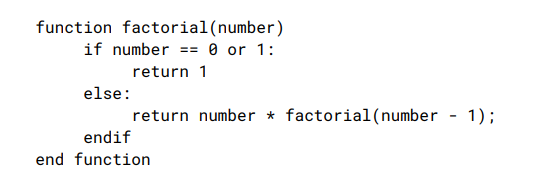 function factorial(number)
if number == 0 or 1:
return 1
else:
return number * factorial(number - 1);
endif
end function